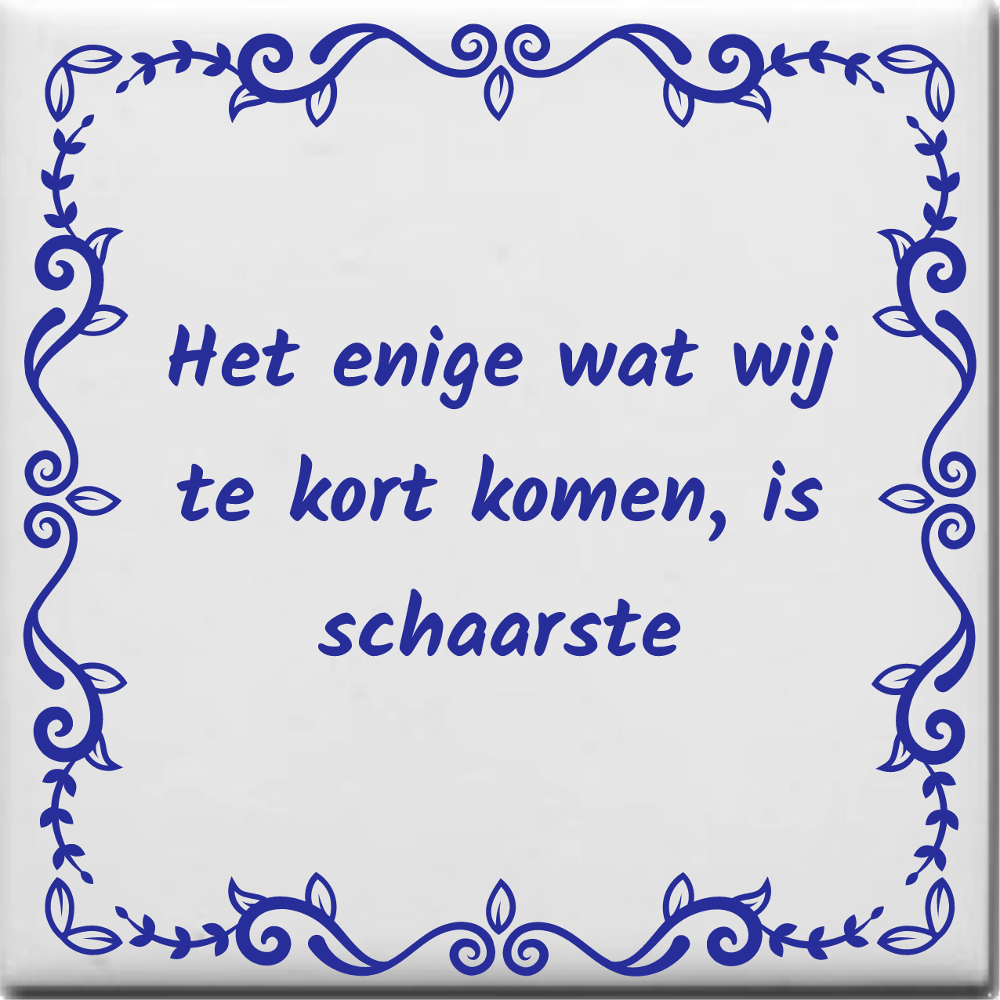 Het enige wat wij
te kort komen, is
schaarste